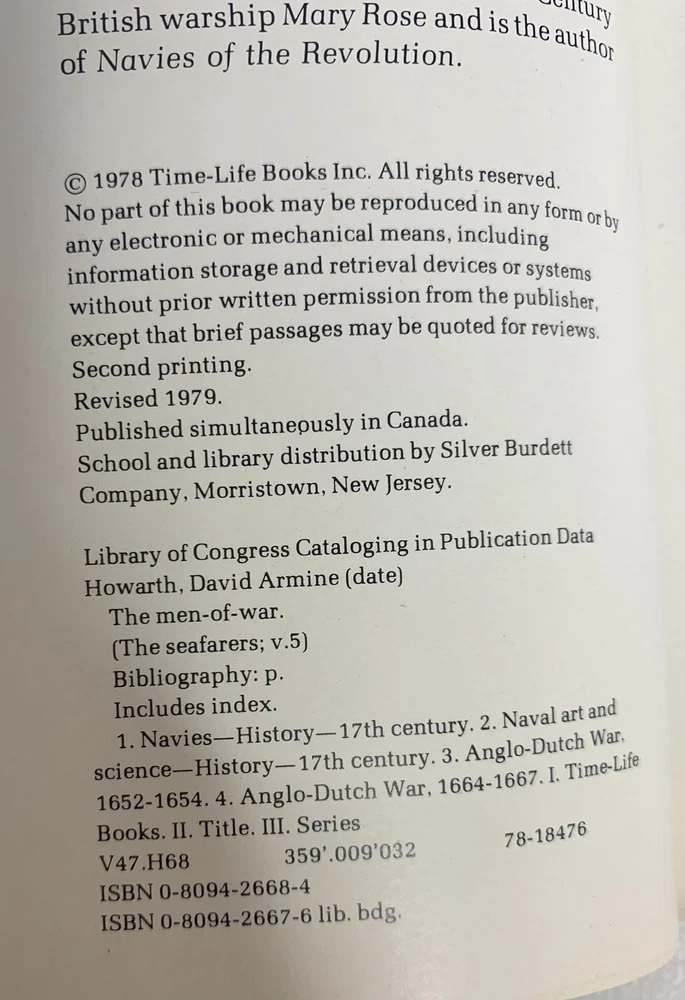 Century
British warship Mary Rose and is the author
of Navies of the Revolution.
© 1978 Time-Life Books Inc. All rights reserved.
No part of this book may be reproduced in any form or by
any electronic or mechanical means, including
information storage and retrieval devices or systems
without prior written permission from the publisher,
except that brief passages may be quoted for reviews.
Second printing.
Revised 1979.
Published simultaneously in Canada.
School and library distribution by Silver Burdett
Company, Morristown, New Jersey.
Library of Congress Cataloging in Publication Data
Howarth, David Armine (date)
The men-of-war.
(The seafarers; v.5)
Bibliography: p.
Includes index.
1. Navies—History—17th century. 2. Naval art and
science—History—17th century. 3. Anglo-Dutch War,
1652-1654. 4. Anglo-Dutch War, 1664-1667. I. Time-Life
Books. II. Title. III. Series
V47.H68 359'.009'032 78-18476
ISBN 0-8094-2668-4
ISBN 0-8094-2667-6 lib. bdg.